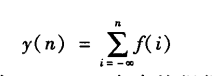 y(n) = \sum_{i=-\infty}^{n} f(i)